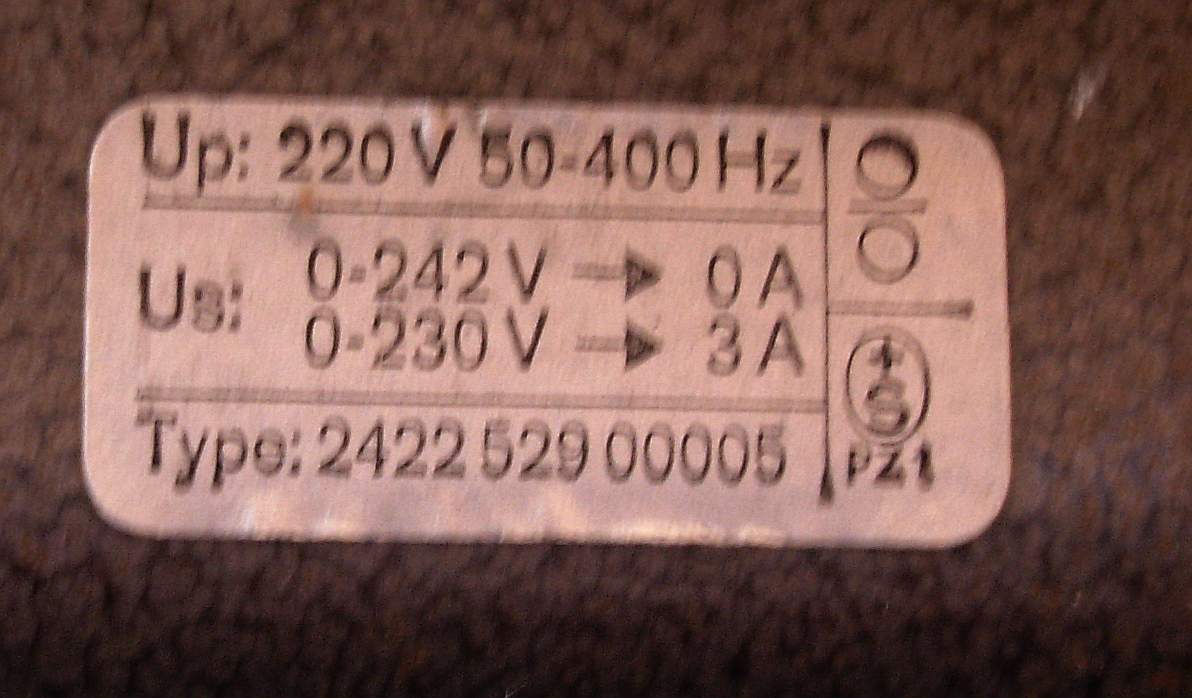 Up: 220 V 50-400 Hz
Us:
0-242 V → 0 A
0-230 V → 3 A
Type: 2422 529 00005
PZ1